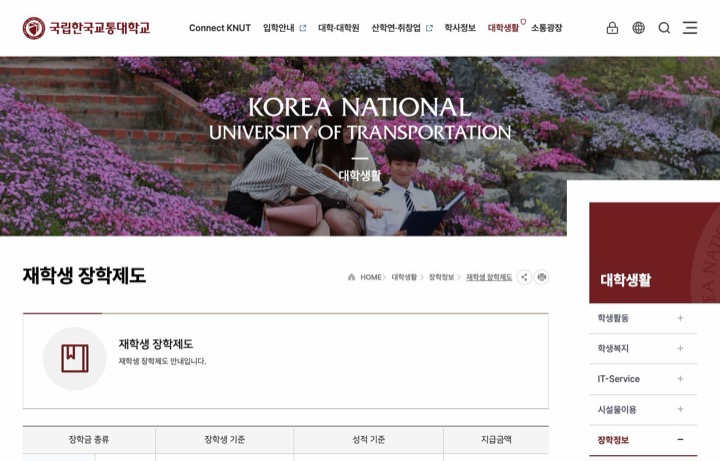 국립한국교통대학교
Connect KNUT 입학안내 대학·대학원 산학연·취창업 학사정보 대학생활 소통광장
KOREA NATIONAL
UNIVERSITY OF TRANSPORTATION
대학생활
재학생 장학제도
HOME 대학생활 장학정보 재학생 장학제도
대학생활
재학생 장학제도
재학생 장학제도 안내입니다.
학생활동
학생복지
IT-Service
시설물이용
장학정보
장학금 종류 장학생 기준 성적 기준 지급금액